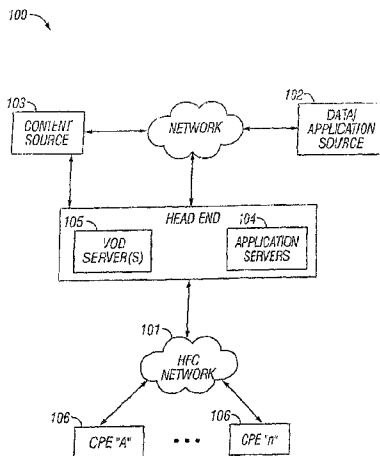 100
103
CONTENT
SOURCE
NETWORK
102
DATA/
APPLICATION
SOURCE
HEAD END
105
VOD
SERVER(S)
104
APPLICATION
SERVERS
101
HFC
NETWORK
106
CPE "A"
• • •
106
CPE "n"